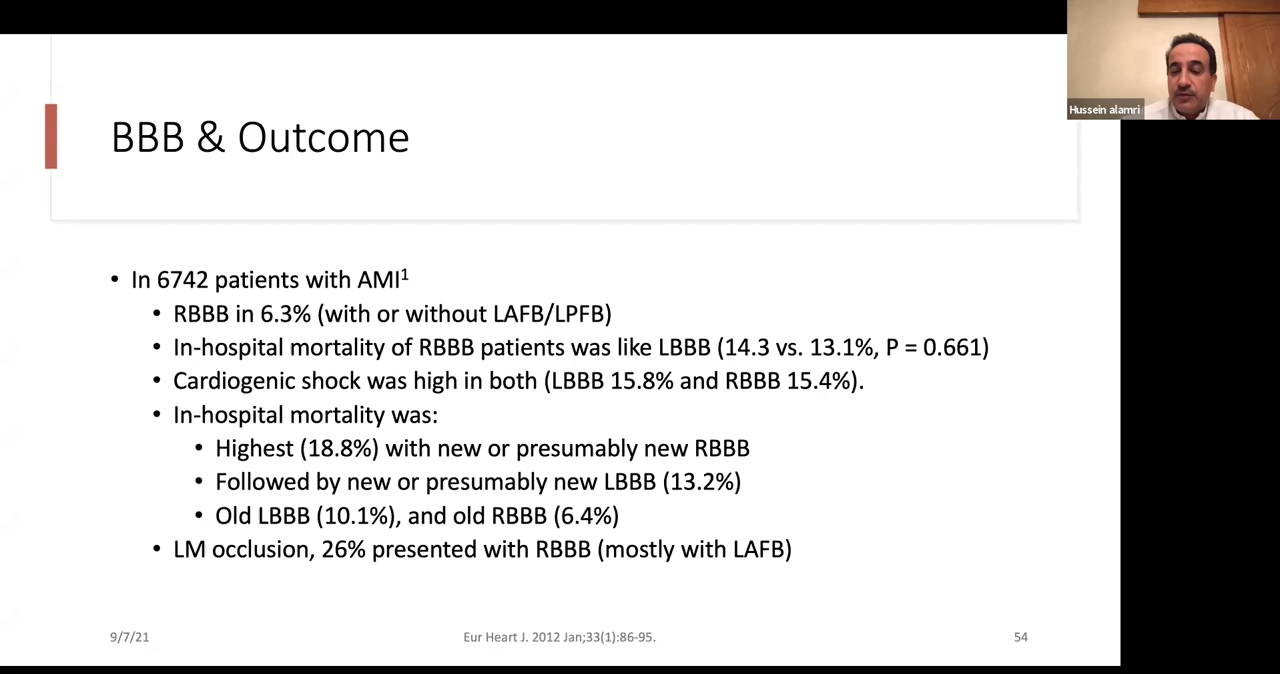 Hussein alamri
BBB & Outcome
• In 6742 patients with AMI¹
• RBBB in 6.3% (with or without LAFB/LPFB)
• In-hospital mortality of RBBB patients was like LBBB (14.3 vs. 13.1%, P = 0.661)
• Cardiogenic shock was high in both (LBBB 15.8% and RBBB 15.4%).
• In-hospital mortality was:
• Highest (18.8%) with new or presumably new RBBB
• Followed by new or presumably new LBBB (13.2%)
• Old LBBB (10.1%), and old RBBB (6.4%)
• LM occlusion, 26% presented with RBBB (mostly with LAFB)
9/7/21
Eur Heart J. 2012 Jan;33(1):86-95.
54